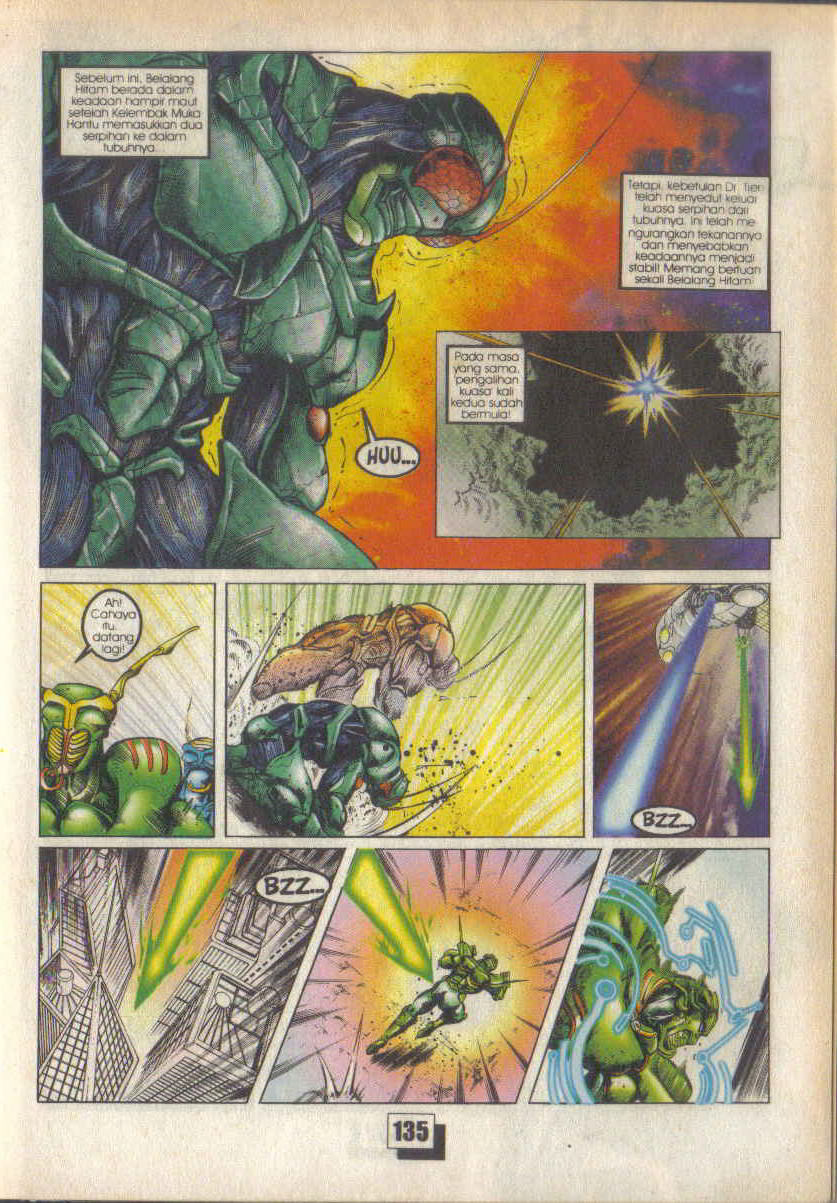 Sebelum ini, Belalang
Hitam berada dalam
keadaan hampir maut
setelah Kelembak Muka
Hantu memasukkan dua
serpihan ke dalam
tubuhnya...
Tetapi, kebetulan Dr. Tien
telah menyedut keluar
kuasa serpihan dari
tubuhnya. Ini telah me
ngurangkan tekanannya
dan menyebabkan
keadaannya menjadi
stabil! Memang bertuah
sekali Belalang Hitam!
Pada masa
yang sama,
'pengalihan
kuasa' kali
kedua sudah
bermula!
HUU...
Ah!
Cahaya
itu,
datang
lagi!
BZZ...
BZZ...
135